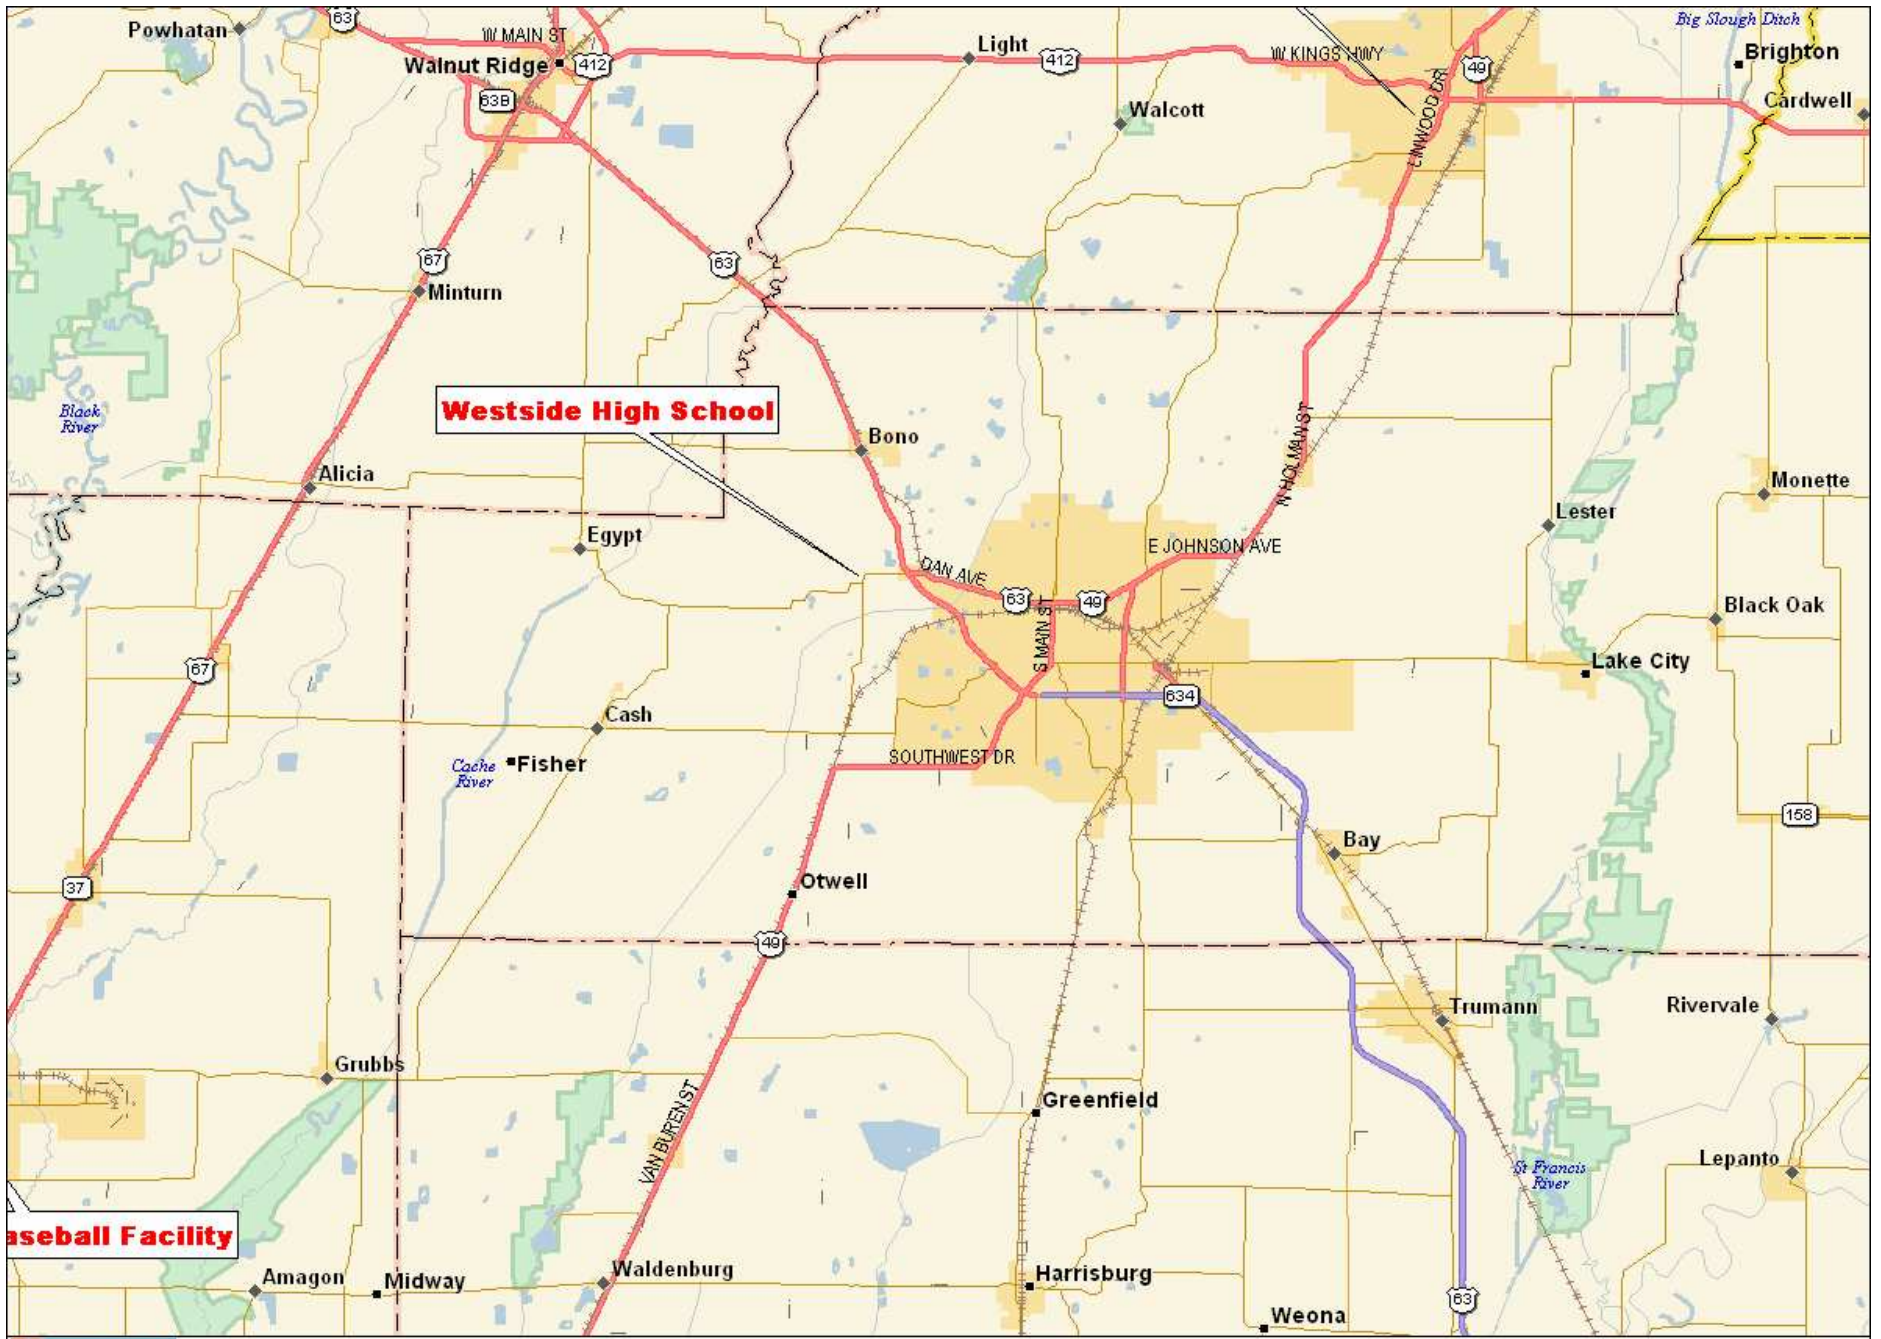 63
Powhatan
W MAIN ST
Light
Big Slough Ditch
Brighton
Walnut Ridge
412
412
W KINGS HWY
49
63B
Cardwell
Walcott
LINWOOD DR
67
63
Minturn
Westside High School
Black
River
Bono
N HOLMAN ST
Alicia
Monette
Lester
Egypt
E JOHNSON AVE
DAN AVE
63
49
S MAIN ST
Black Oak
67
Lake City
634
Cash
Cache
River
Fisher
SOUTHWEST DR
158
Bay
37
Otwell
49
Trumann
Rivervale
Grubbs
Greenfield
VAN BUREN ST
Lepanto
St Francis
River
aseball Facility
Amagon
Midway
Waldenburg
Harrisburg
63
Weona